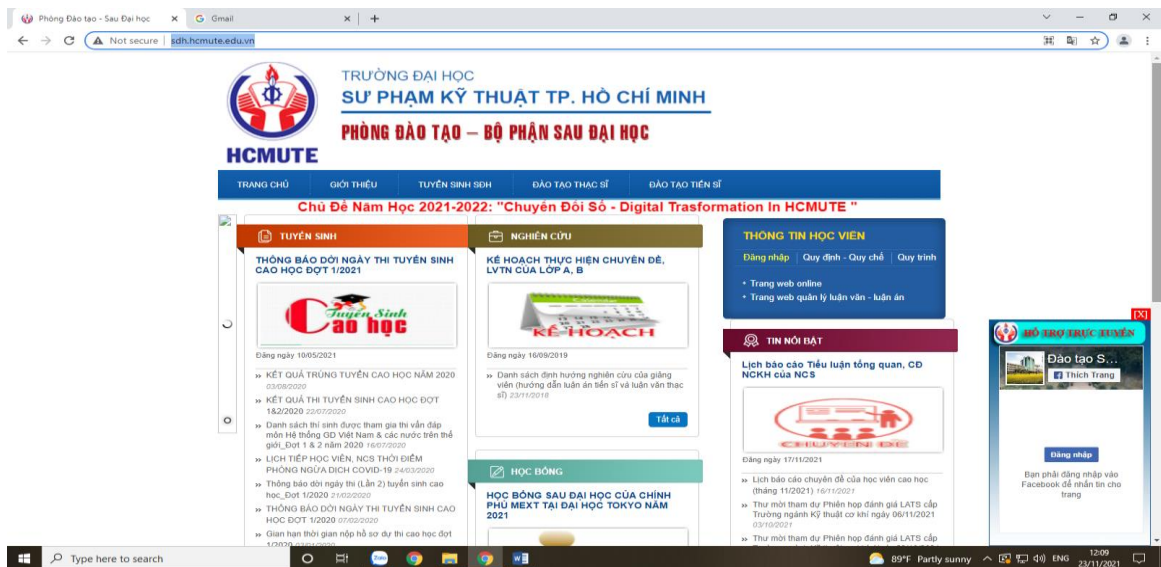 Phòng Đào tạo - Sau Đại học
Gmail
Not secure | sdh.hcmute.edu.vn
TRƯỜNG ĐẠI HỌC
SƯ PHẠM KỸ THUẬT TP. HỒ CHÍ MINH
PHÒNG ĐÀO TẠO – BỘ PHẬN SAU ĐẠI HỌC
HCMUTE
TRANG CHỦ GIỚI THIỆU TUYỂN SINH SĐH ĐÀO TẠO THẠC SĨ ĐÀO TẠO TIẾN SĨ
Chủ Đề Năm Học 2021-2022: "Chuyển Đổi Số - Digital Trasformation In HCMUTE "
TUYỂN SINH
THÔNG BÁO DỜI NGÀY THI TUYỂN SINH
CAO HỌC ĐỢT 1/2021
Tuyển Sinh
Cao học
Đăng ngày 10/05/2021
» KẾT QUẢ TRÚNG TUYỂN CAO HỌC NĂM 2020
03/08/2020
» KẾT QUẢ THI TUYỂN SINH CAO HỌC ĐỢT
1&2/2020 22/07/2020
» Danh sách thí sinh được tham gia thi vấn đáp
môn Hệ thống GD Việt Nam & các nước trên thế
giới_Đợt 1 & 2 năm 2020 16/07/2020
» LỊCH TIẾP HỌC VIÊN, NCS THỜI ĐIỂM
PHÒNG NGỪA DỊCH COVID-19 24/03/2020
» Thông báo dời ngày thi (Lần 2) tuyển sinh cao
học_Đợt 1/2020 21/02/2020
» THÔNG BÁO DỜI NGÀY THI TUYỂN SINH CAO
HỌC ĐỢT 1/2020 07/02/2020
» Gian hạn thời gian nộp hồ sơ dự thi cao học đợt
1/2020 03/01/2020
NGHIÊN CỨU
KẾ HOẠCH THỰC HIỆN CHUYÊN ĐỀ,
LVTN CỦA LỚP A, B
KẾ HOẠCH
Đăng ngày 16/09/2019
» Danh sách định hướng nghiên cứu của giảng
viên (hướng dẫn luận án tiến sĩ và luận văn thạc
sĩ) 23/11/2018
Tất cả
HỌC BỔNG
HỌC BỔNG SAU ĐẠI HỌC CỦA CHÍNH
PHỦ MEXT TẠI ĐẠI HỌC TOKYO NĂM
2021
THÔNG TIN HỌC VIÊN
Đăng nhập | Quy định - Quy chế | Quy trình
• Trang web online
• Trang web quản lý luận văn - luận án
TIN NỔI BẬT
Lịch báo cáo Tiểu luận tổng quan, CĐ
NCKH của NCS
CHUYÊN ĐỀ
Đăng ngày 17/11/2021
» Lịch báo cáo chuyên đề của học viên cao học
(tháng 11/2021) 16/11/2021
» Thư mời tham dự Phiên họp đánh giá LATS cấp
Trường ngành Kỹ thuật cơ khí ngày 06/11/2021
03/10/2021
» Thư mời tham dự Phiên họp đánh giá LATS cấp
[X]
HỖ TRỢ TRỰC TUYẾN
Đào tạo S...
Thích Trang
Đăng nhập
Bạn phải đăng nhập vào
Facebook để nhắn tin cho
trang
Type here to search
Zalo
89°F Partly sunny
ENG
12:09
23/11/2021